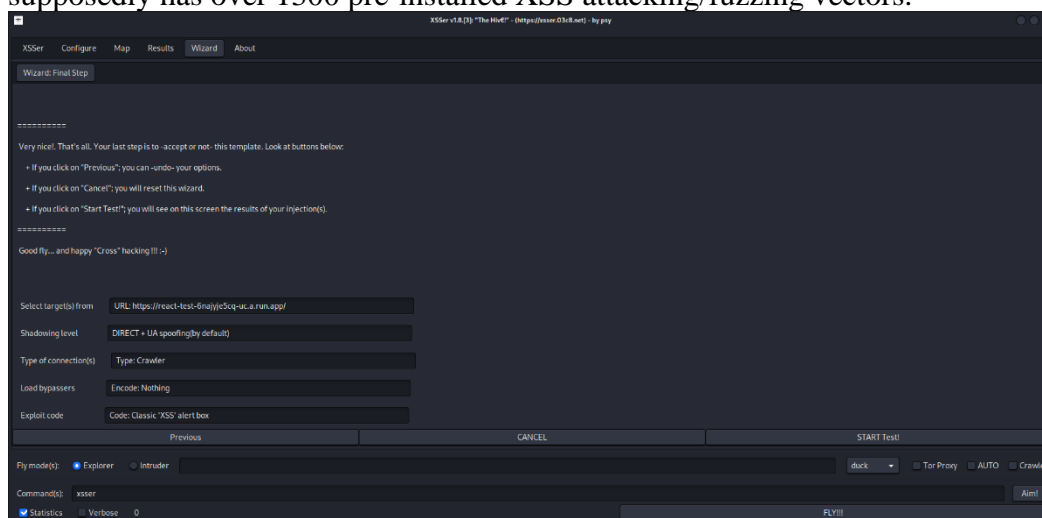 supposedly has over 1300 pre-installed XSS attacking/fuzzing vectors.
XSSer v1.8.[3]: "The Hiv€!" - (https://xsser.03c8.net) - by psy
XSSer Configure Map Results Wizard About
Wizard: Final Step
==========
Very nice!. That's all. Your last step is to -accept or not- this template. Look at buttons below:
+ If you click on "Previous"; you can -undo- your options.
+ If you click on "Cancel"; you will reset this wizard.
+ If you click on "Start Test!"; you will see on this screen the results of your injection(s).
==========
Good fly... and happy "Cross" hacking !!! :-)
Select target(s) from URL: https://react-test-6najyje5cq-uc.a.run.app/
Shadowing level DIRECT + UA spoofing(by default)
Type of connection(s) Type: Crawler
Load bypassers Encode: Nothing
Exploit code Code: Classic 'XSS' alert box
Previous CANCEL START Test!
Fly mode(s): Explorer Intruder duck Tor Proxy AUTO Crawle
Command(s): xsser Aim!
Statistics Verbose 0 FLY!!!